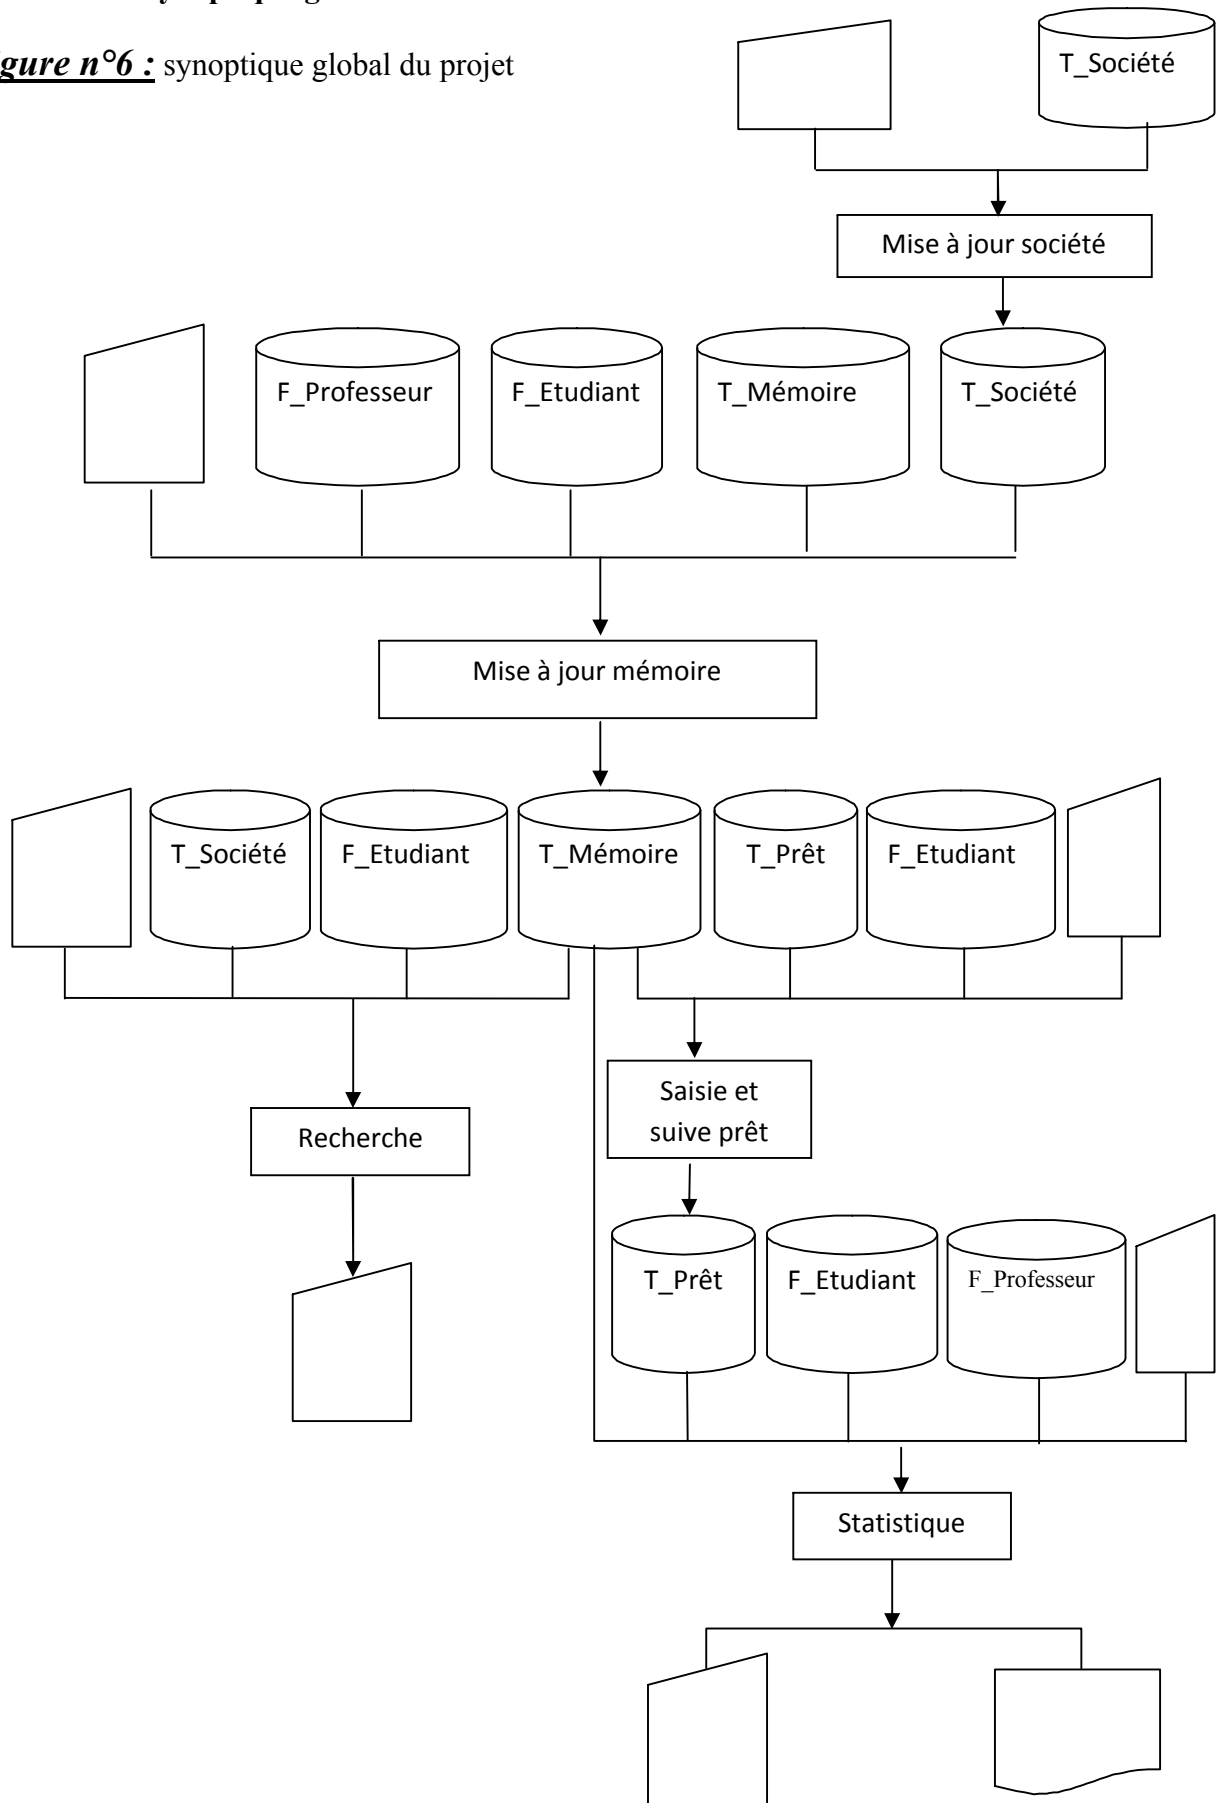 gure n°6 : synoptique global du projet
T_Société
Mise à jour société
F_Professeur
F_Etudiant
T_Mémoire
T_Société
Mise à jour mémoire
T_Société
F_Etudiant
T_Mémoire
T_Prêt
F_Etudiant
Saisie et
suive prêt
Recherche
T_Prêt
F_Etudiant
F_Professeur
Statistique